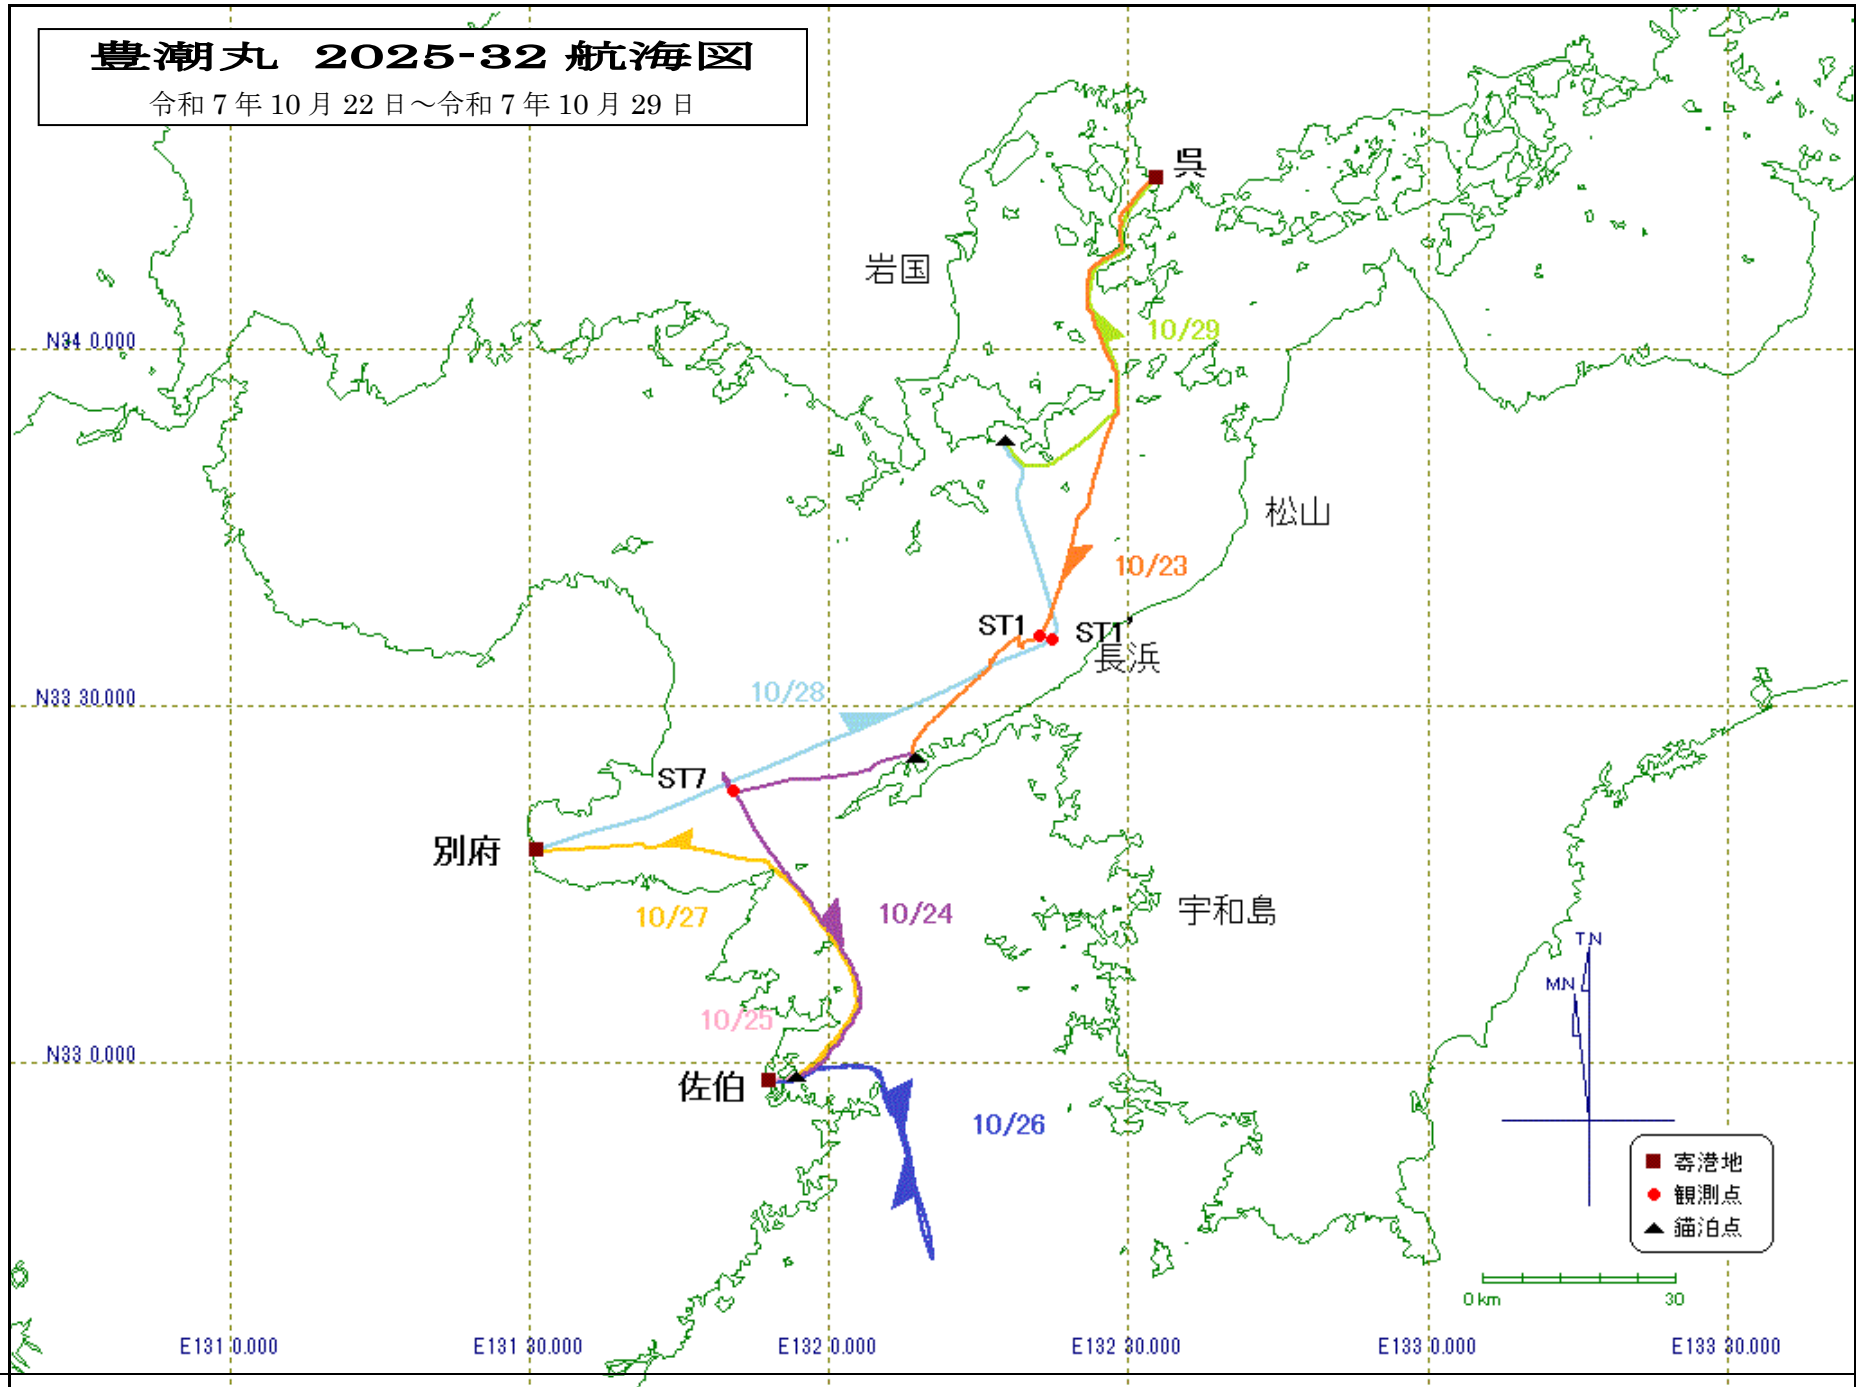 豊潮丸 2025-32 航海図
令和 7 年 10 月 22 日～令和 7 年 10 月 29 日
呉
岩国
10/29
N34 0.000
松山
10/23
ST1
ST1'
長浜
10/28
N33 30.000
ST7
別府
10/27
10/24
宇和島
TN
MN
10/25
N33 0.000
佐伯
10/26
寄港地
観測点
錨泊点
0 km 30
E131 0.000 E131 30.000 E132 0.000 E132 30.000 E133 0.000 E133 30.000